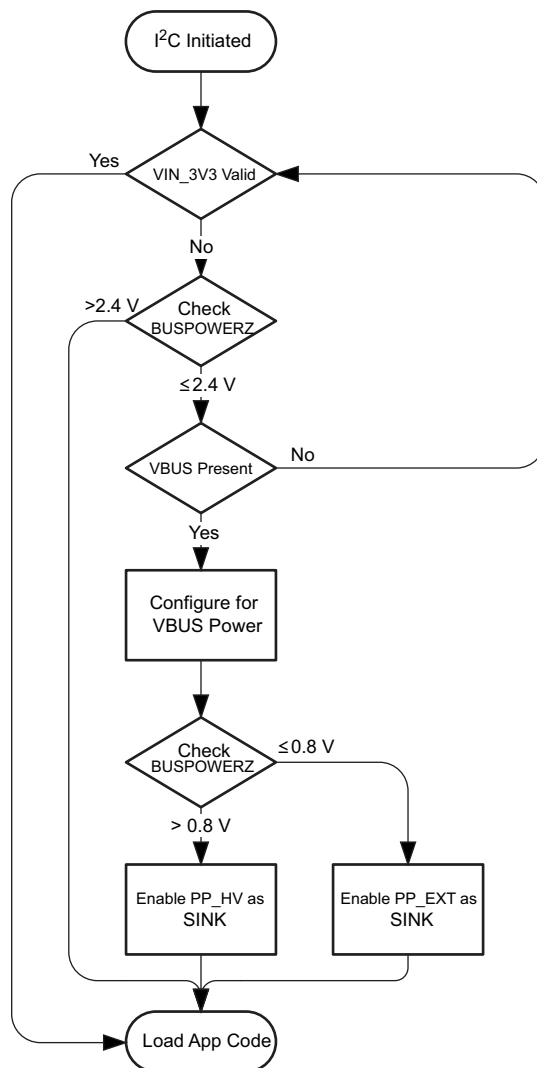 I²C Initiated
Yes
VIN_3V3 Valid
No
>2.4 V
Check
BUSPOWERZ
≤2.4 V
VBUS Present
No
Yes
Configure for
VBUS Power
Check
BUSPOWERZ
≤0.8 V
> 0.8 V
Enable PP_HV as
SINK
Enable PP_EXT as
SINK
Load App Code